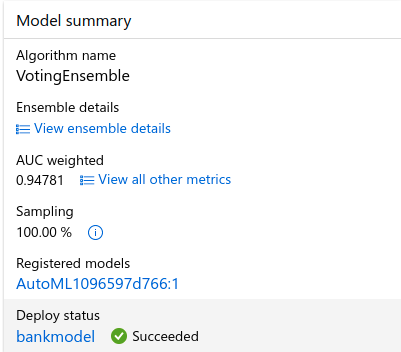 Model summary
Algorithm name
VotingEnsemble
Ensemble details
View ensemble details
AUC weighted
0.94781 View all other metrics
Sampling
100.00 %
Registered models
AutoML1096597d766:1
Deploy status
bankmodel Succeeded